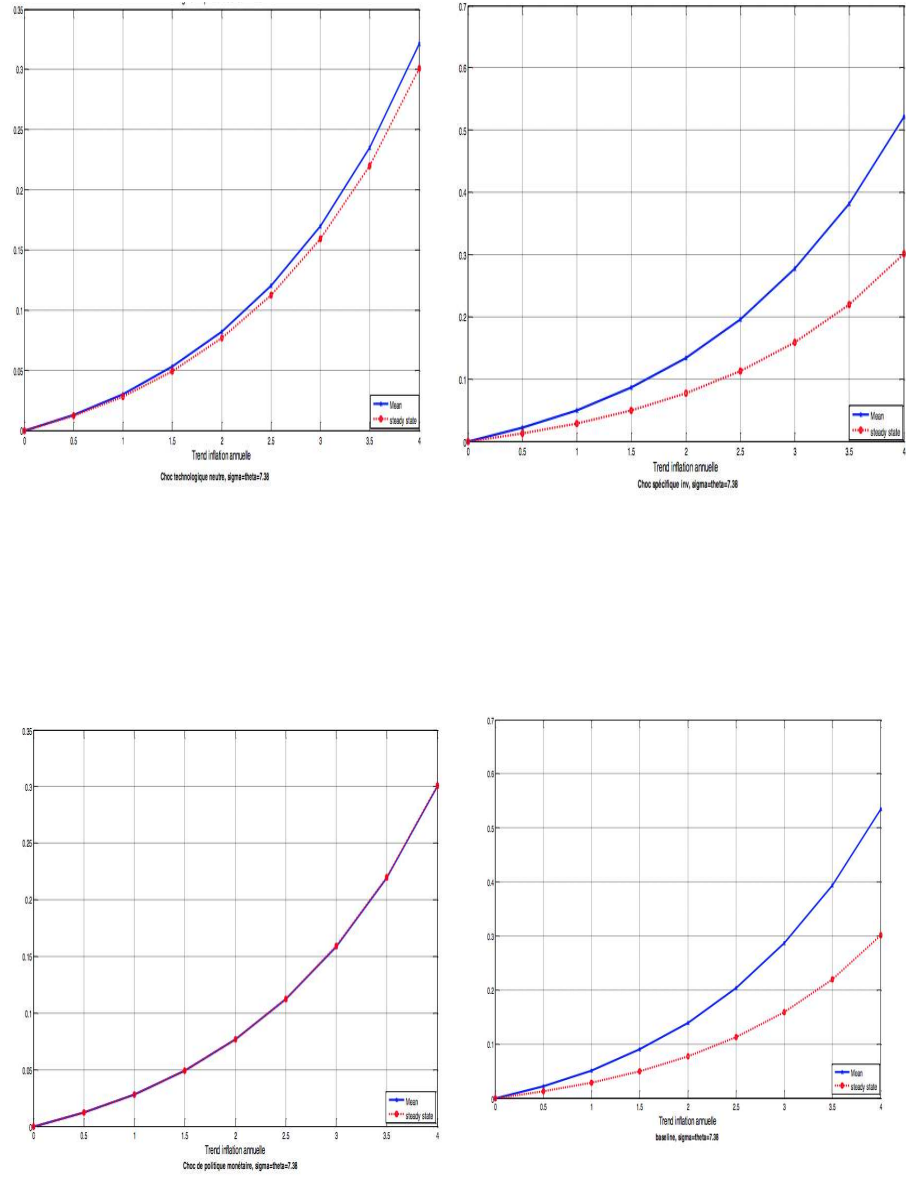 0.35
0.3
0.25
0.2
0.15
0.1
0.05
0
0 0.5 1 1.5 2 2.5 3 3.5 4
Mean
steady state
Trend inflation annuelle
Choc technologique neutre, sigma=theta=7.38
0.7
0.6
0.5
0.4
0.3
0.2
0.1
0
0 0.5 1 1.5 2 2.5 3 3.5 4
Mean
steady state
Trend inflation annuelle
Choc spécifique inv, sigma=theta=7.38
0.35
0.3
0.25
0.2
0.15
0.1
0.05
0
0 0.5 1 1.5 2 2.5 3 3.5 4
Mean
steady state
Trend inflation annuelle
Choc de politique monétaire, sigma=theta=7.38
0.7
0.6
0.5
0.4
0.3
0.2
0.1
0
0 0.5 1 1.5 2 2.5 3 3.5 4
Mean
steady state
Trend inflation annuelle
baseline, sigma=theta=7.38